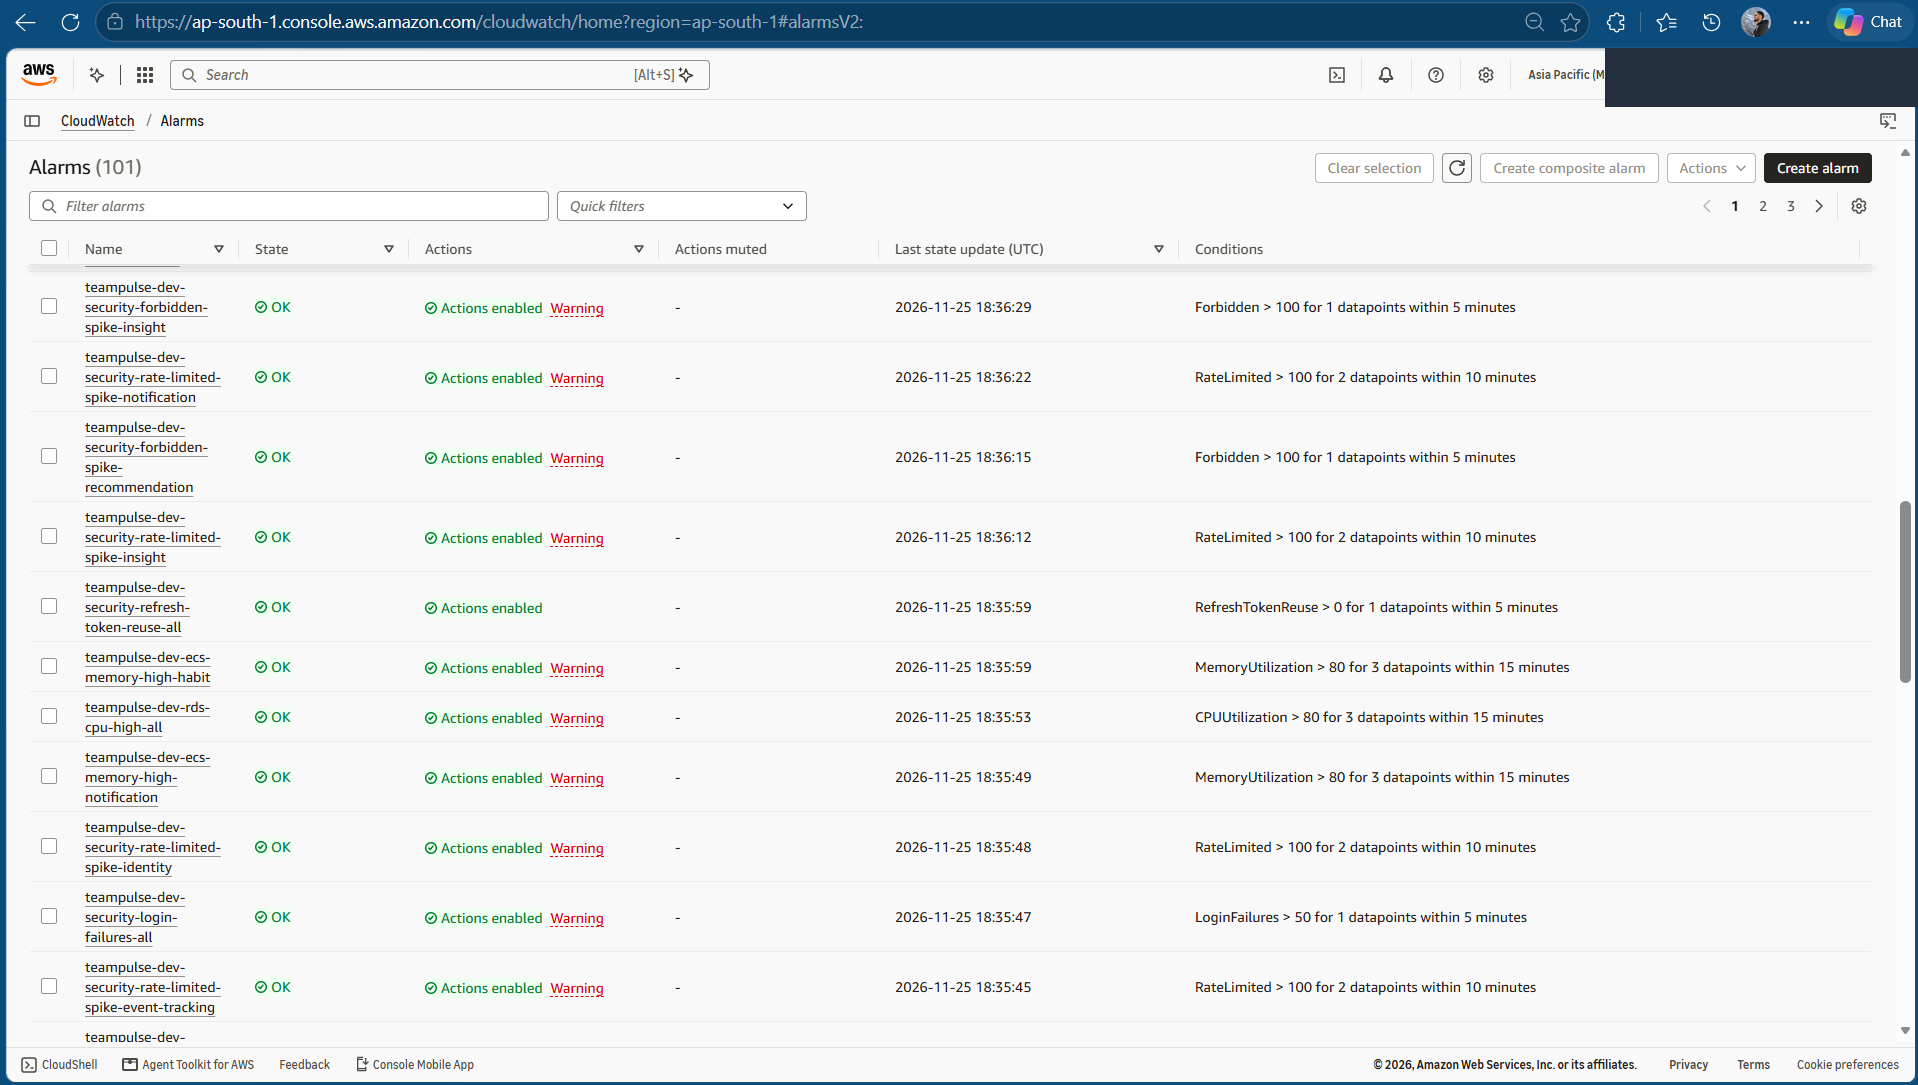 https://ap-south-1.console.aws.amazon.com/cloudwatch/home?region=ap-south-1#alarmsV2:
Chat
aws
Search
[Alt+S]
Asia Pacific (M
CloudWatch / Alarms
Alarms (101)
Clear selection
Create composite alarm
Actions
Create alarm
Filter alarms
Quick filters
1 2 3
Name State Actions Actions muted Last state update (UTC) Conditions
teampulse-dev-
security-forbidden-
spike-insight
OK Actions enabled Warning - 2026-11-25 18:36:29 Forbidden > 100 for 1 datapoints within 5 minutes
teampulse-dev-
security-rate-limited-
spike-notification
OK Actions enabled Warning - 2026-11-25 18:36:22 RateLimited > 100 for 2 datapoints within 10 minutes
teampulse-dev-
security-forbidden-
spike-
recommendation
OK Actions enabled Warning - 2026-11-25 18:36:15 Forbidden > 100 for 1 datapoints within 5 minutes
teampulse-dev-
security-rate-limited-
spike-insight
OK Actions enabled Warning - 2026-11-25 18:36:12 RateLimited > 100 for 2 datapoints within 10 minutes
teampulse-dev-
security-refresh-
token-reuse-all
OK Actions enabled - 2026-11-25 18:35:59 RefreshTokenReuse > 0 for 1 datapoints within 5 minutes
teampulse-dev-ecs-
memory-high-habit
OK Actions enabled Warning - 2026-11-25 18:35:59 MemoryUtilization > 80 for 3 datapoints within 15 minutes
teampulse-dev-rds-
cpu-high-all
OK Actions enabled Warning - 2026-11-25 18:35:53 CPUUtilization > 80 for 3 datapoints within 15 minutes
teampulse-dev-ecs-
memory-high-
notification
OK Actions enabled Warning - 2026-11-25 18:35:49 MemoryUtilization > 80 for 3 datapoints within 15 minutes
teampulse-dev-
security-rate-limited-
spike-identity
OK Actions enabled Warning - 2026-11-25 18:35:48 RateLimited > 100 for 2 datapoints within 10 minutes
teampulse-dev-
security-login-
failures-all
OK Actions enabled Warning - 2026-11-25 18:35:47 LoginFailures > 50 for 1 datapoints within 5 minutes
teampulse-dev-
security-rate-limited-
spike-event-tracking
OK Actions enabled Warning - 2026-11-25 18:35:45 RateLimited > 100 for 2 datapoints within 10 minutes
teampulse-dev-
CloudShell Agent Toolkit for AWS Feedback Console Mobile App © 2026, Amazon Web Services, Inc. or its affiliates. Privacy Terms Cookie preferences